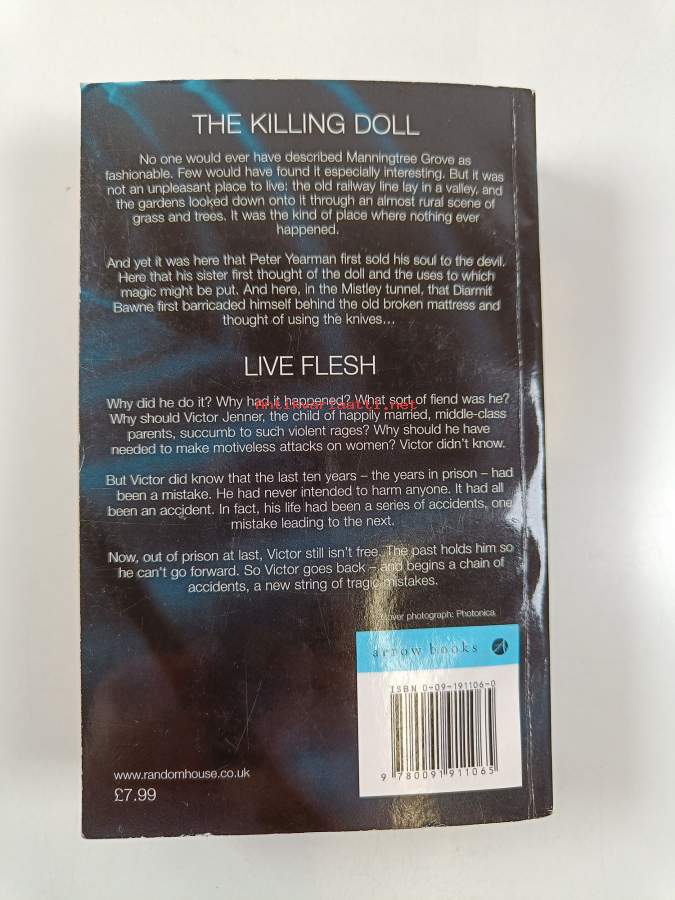 THE KILLING DOLL
No one would ever have described Manningtree Grove as
fashionable. Few would have found it especially interesting. But it was
not an unpleasant place to live: the old railway line lay in a valley, and
the gardens looked down onto it through an almost rural scene of
grass and trees. It was the kind of place where nothing ever
happened.
And yet it was here that Peter Yearman first sold his soul to the devil.
Here that his sister first thought of the doll and the uses to which
magic might be put. And here, in the Mistley tunnel, that Diarmit
Bawne first barricaded himself behind the old broken mattress and
thought of using the knives...
LIVE FLESH
Why did he do it? Why had it happened? What sort of fiend was he?
Antikvariaatti.net
Why should Victor Jenner, the child of happily married, middle-class
parents, succumb to such violent rages? Why should he have
needed to make motiveless attacks on women? Victor didn't know.
But Victor did know that the last ten years – the years in prison – had
been a mistake. He had never intended to harm anyone. It had all
been an accident. In fact, his life had been a series of accidents, one
mistake leading to the next.
Now, out of prison at last, Victor still isn't free. The past holds him so
he can't go forward. So Victor goes back – and begins a chain of
accidents, a new string of tragic mistakes.
Cover photograph: Photonica
arrow books
ISBN 0-09-191106-0
9 780091 911065
www.randomhouse.co.uk
£7.99